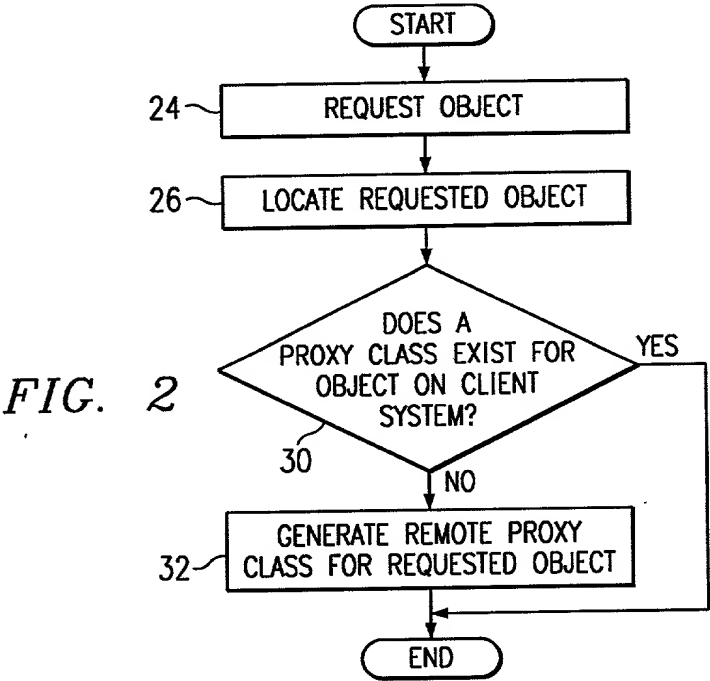 START
24
REQUEST OBJECT
26
LOCATE REQUESTED OBJECT
DOES A
PROXY CLASS EXIST FOR
OBJECT ON CLIENT
SYSTEM?
YES
FIG. 2
30
NO
32
GENERATE REMOTE PROXY
CLASS FOR REQUESTED OBJECT
END